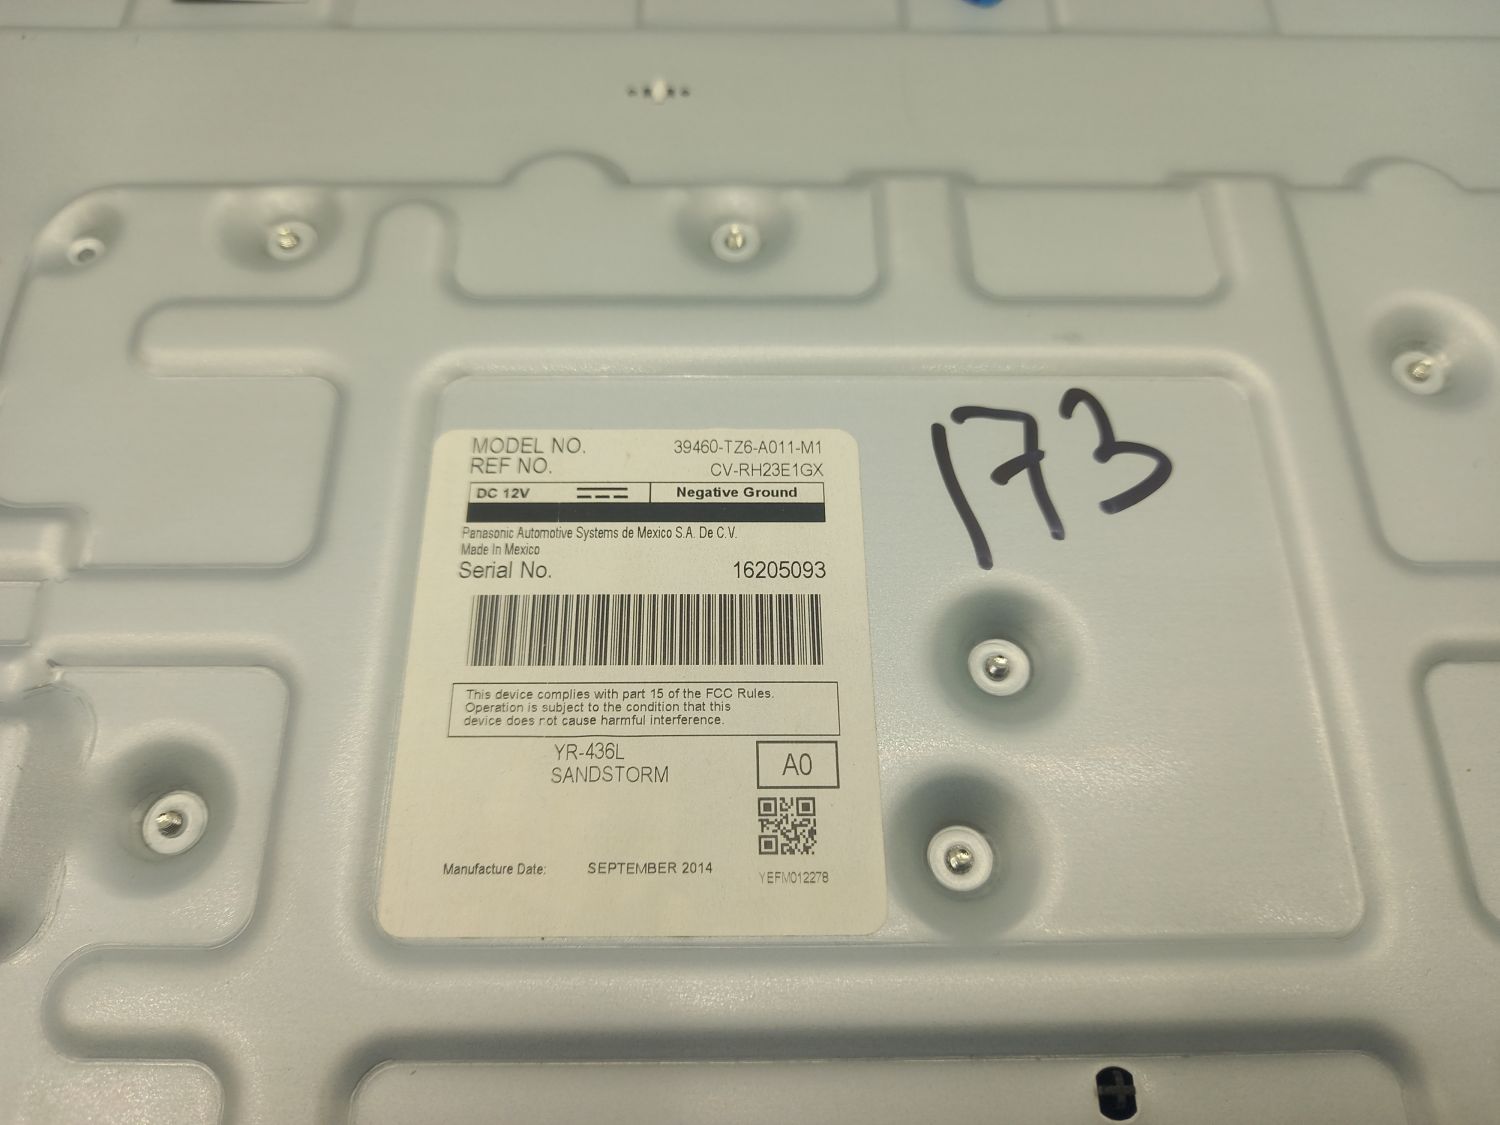 MODEL NO. 39460-TZ6-A011-M1
REF NO. CV-RH23E1GX
DC 12V Negative Ground
Panasonic Automotive Systems de Mexico S.A. De C.V.
Made In Mexico
Serial No. 16205093
This device complies with part 15 of the FCC Rules.
Operation is subject to the condition that this
device does not cause harmful interference.
YR-436L
SANDSTORM
A0
Manufacture Date: SEPTEMBER 2014
YEFM012278
173